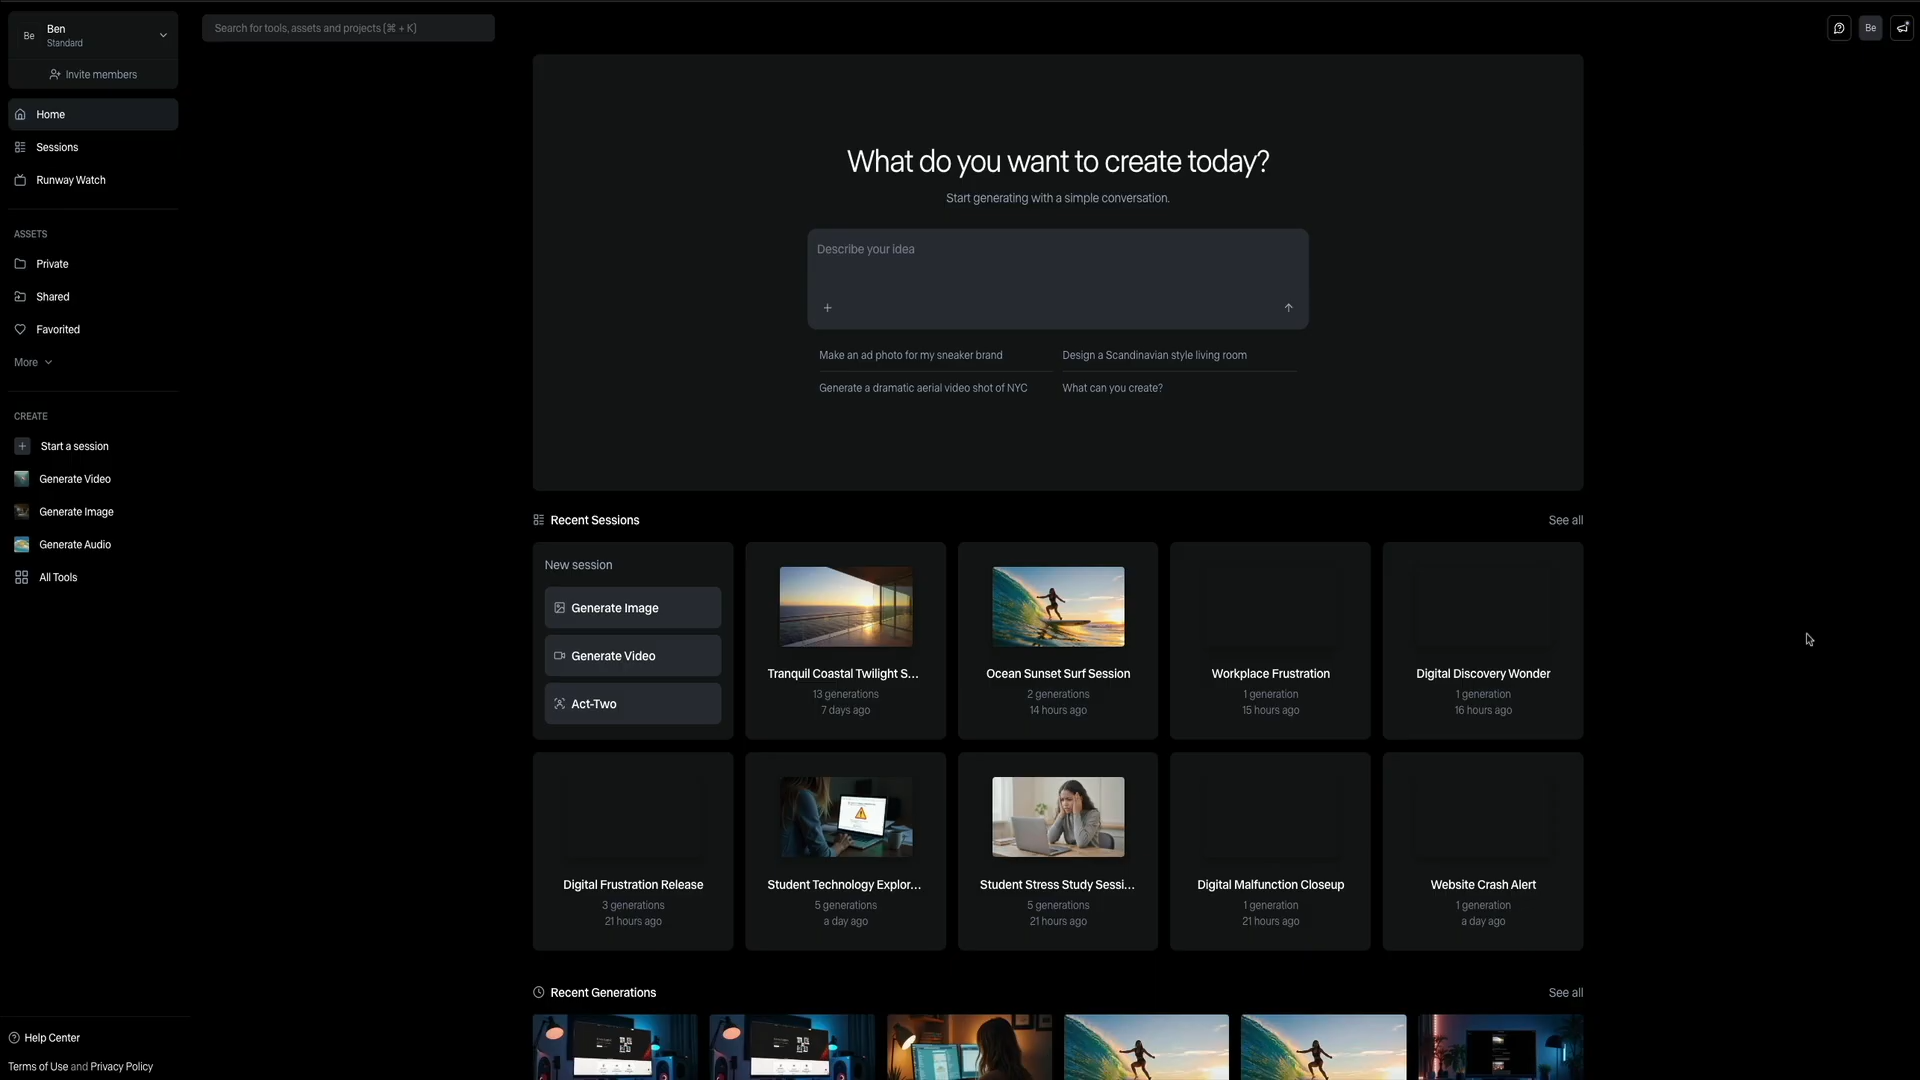 Be
Ben
Standard
Invite members
Search for tools, assets and projects (⌘ + K)
Be
Home
Sessions
Runway Watch
ASSETS
Private
Shared
Favorited
More
CREATE
Start a session
Generate Video
Generate Image
Generate Audio
All Tools
Help Center
Terms of Use and Privacy Policy
What do you want to create today?
Start generating with a simple conversation.
Describe your idea
Make an ad photo for my sneaker brand
Design a Scandinavian style living room
Generate a dramatic aerial video shot of NYC
What can you create?
Recent Sessions
See all
New session
Generate Image
Generate Video
Act-Two
Tranquil Coastal Twilight S...
13 generations
7 days ago
Ocean Sunset Surf Session
2 generations
14 hours ago
Workplace Frustration
1 generation
15 hours ago
Digital Discovery Wonder
1 generation
16 hours ago
Digital Frustration Release
3 generations
21 hours ago
Student Technology Explor...
5 generations
a day ago
Student Stress Study Sessi...
5 generations
21 hours ago
Digital Malfunction Closeup
1 generation
21 hours ago
Website Crash Alert
1 generation
a day ago
Recent Generations
See all